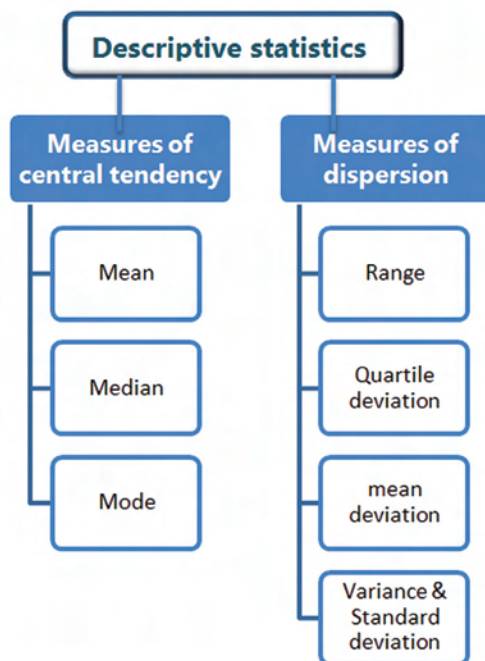 Descriptive statistics
Measures of
central tendency
Mean
Median
Mode
Measures of
dispersion
Range
Quartile
deviation
mean
deviation
Variance &
Standard
deviation